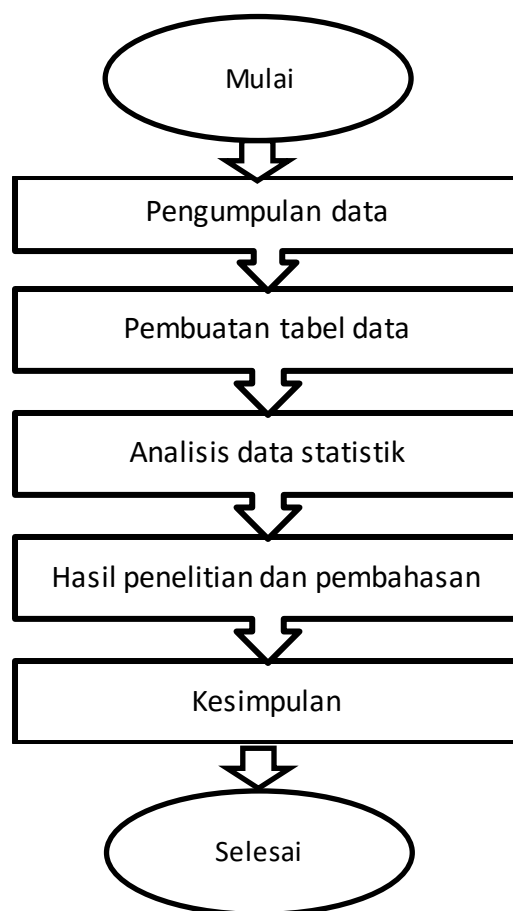 Mulai
Pengumpulan data
Pembuatan tabel data
Analisis data statistik
Hasil penelitian dan pembahasan
Kesimpulan
Selesai